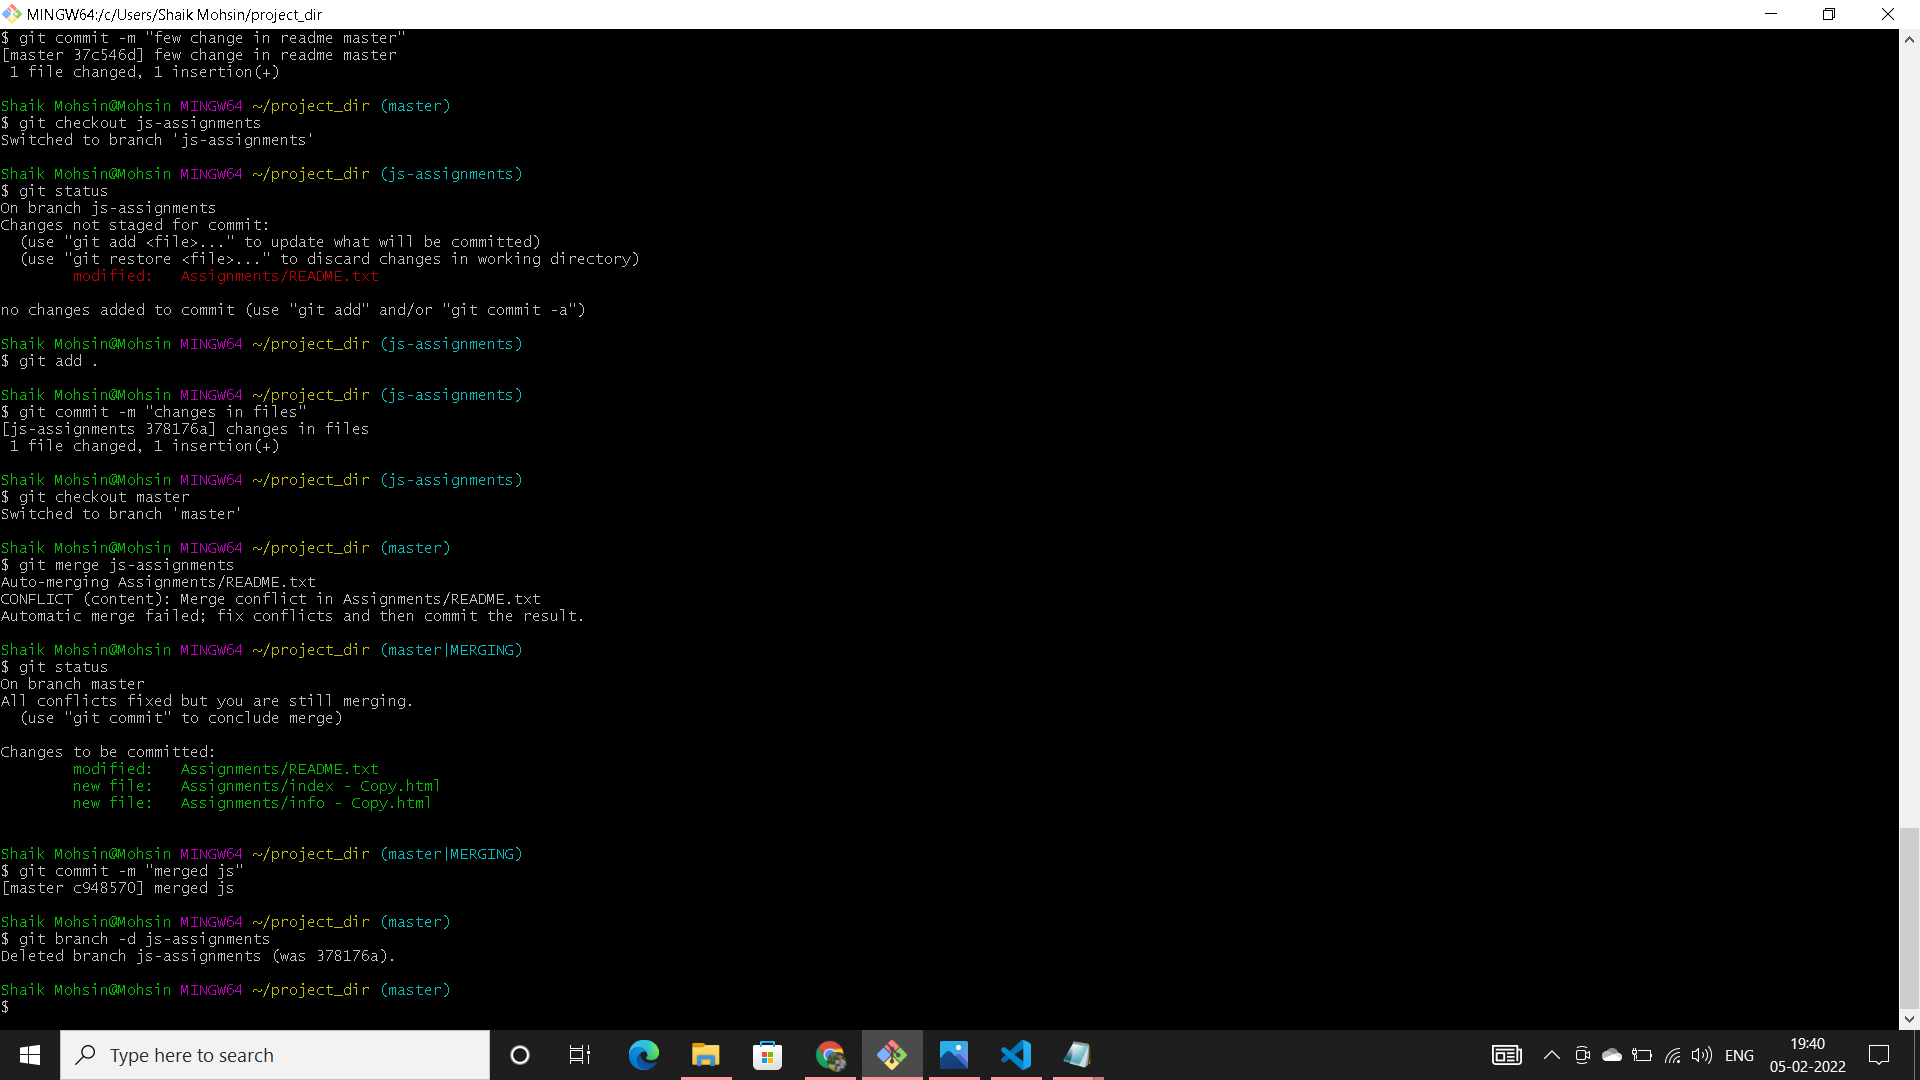 MINGW64:/c/Users/Shaik Mohsin/project_dir
$ git commit -m "few change in readme master"
[master 37c546d] few change in readme master
 1 file changed, 1 insertion(+)
Shaik Mohsin@Mohsin MINGW64 ~/project_dir (master)
$ git checkout js-assignments
Switched to branch 'js-assignments'
Shaik Mohsin@Mohsin MINGW64 ~/project_dir (js-assignments)
$ git status
On branch js-assignments
Changes not staged for commit:
  (use "git add <file>..." to update what will be committed)
  (use "git restore <file>..." to discard changes in working directory)
        modified:   Assignments/README.txt
no changes added to commit (use "git add" and/or "git commit -a")
Shaik Mohsin@Mohsin MINGW64 ~/project_dir (js-assignments)
$ git add .
Shaik Mohsin@Mohsin MINGW64 ~/project_dir (js-assignments)
$ git commit -m "changes in files"
[js-assignments 378176a] changes in files
 1 file changed, 1 insertion(+)
Shaik Mohsin@Mohsin MINGW64 ~/project_dir (js-assignments)
$ git checkout master
Switched to branch 'master'
Shaik Mohsin@Mohsin MINGW64 ~/project_dir (master)
$ git merge js-assignments
Auto-merging Assignments/README.txt
CONFLICT (content): Merge conflict in Assignments/README.txt
Automatic merge failed; fix conflicts and then commit the result.
Shaik Mohsin@Mohsin MINGW64 ~/project_dir (master|MERGING)
$ git status
On branch master
All conflicts fixed but you are still merging.
  (use "git commit" to conclude merge)
Changes to be committed:
        modified:   Assignments/README.txt
        new file:   Assignments/index - Copy.html
        new file:   Assignments/info - Copy.html
Shaik Mohsin@Mohsin MINGW64 ~/project_dir (master|MERGING)
$ git commit -m "merged js"
[master c948570] merged js
Shaik Mohsin@Mohsin MINGW64 ~/project_dir (master)
$ git branch -d js-assignments
Deleted branch js-assignments (was 378176a).
Shaik Mohsin@Mohsin MINGW64 ~/project_dir (master)
$
Type here to search
ENG
19:40
05-02-2022